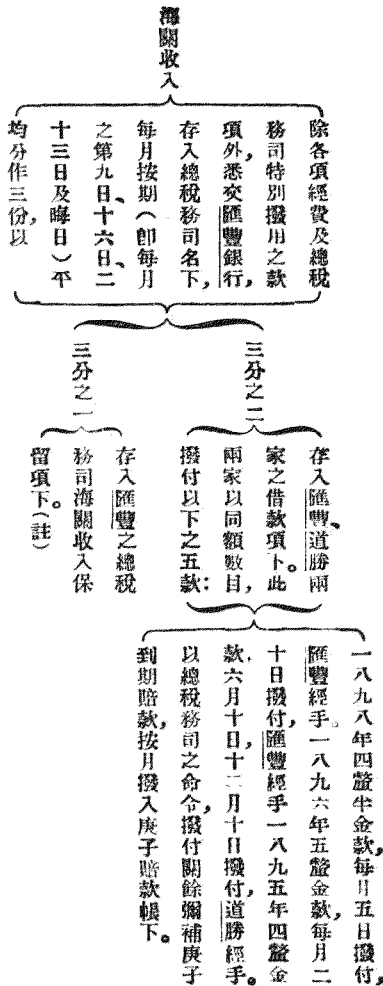 海關收入
除各項經費及總稅
務司特別撥用之款
項外，悉交匯豐銀行，
存入總稅務司名下，
每月按期（卽每月
之第九日、十六日、二
十三日及晦日）平
均分作三份，以
三分之二
存入匯豐、道勝兩
家之借款項下。此
兩家以同額數目，
撥付以下之五款：
一八九八年四釐半金款，每月五日撥付，
匯豐經手。一八九六年五釐金款，每月二
十日撥付，匯豐經手一八九五年四釐金
款，六月十日，十二月十日撥付，道勝經手。
以總稅務司之命令，撥付關餘彌補庚子
到期賠款，按月撥入庚子賠款帳下。
三分之一
存入匯豐之總稅
務司海關收入保
留項下。（註）